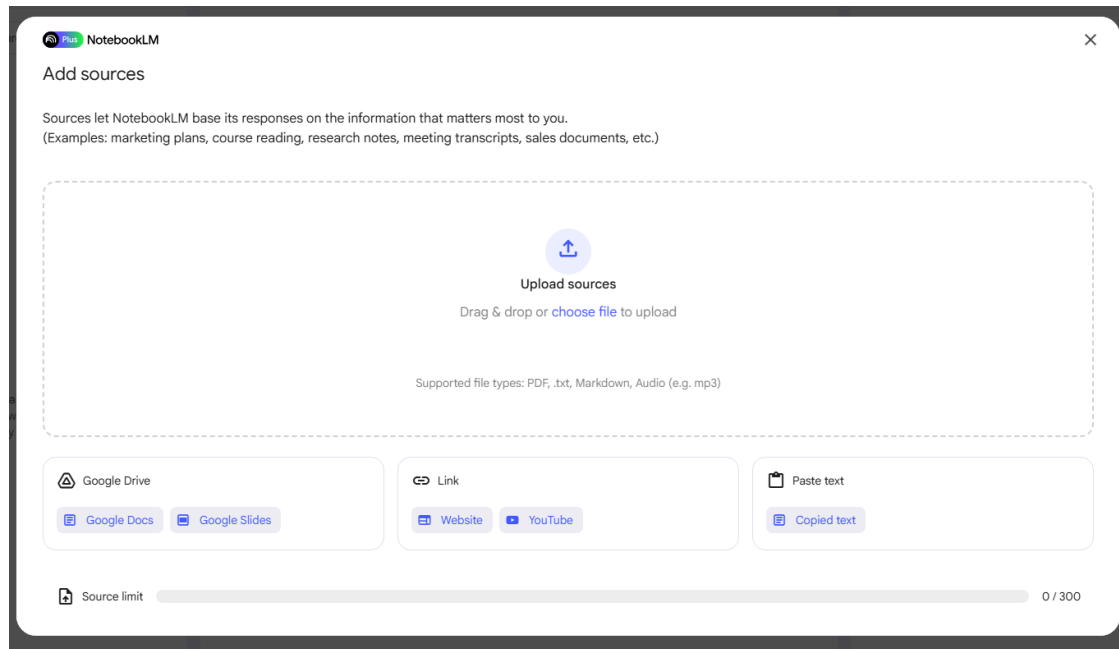 Plus NotebookLM
Add sources
Sources let NotebookLM base its responses on the information that matters most to you.
(Examples: marketing plans, course reading, research notes, meeting transcripts, sales documents, etc.)
Upload sources
Drag & drop or choose file to upload
Supported file types: PDF, .txt, Markdown, Audio (e.g. mp3)
Google Drive
Google Docs Google Slides
Link
Website YouTube
Paste text
Copied text
Source limit 0 / 300